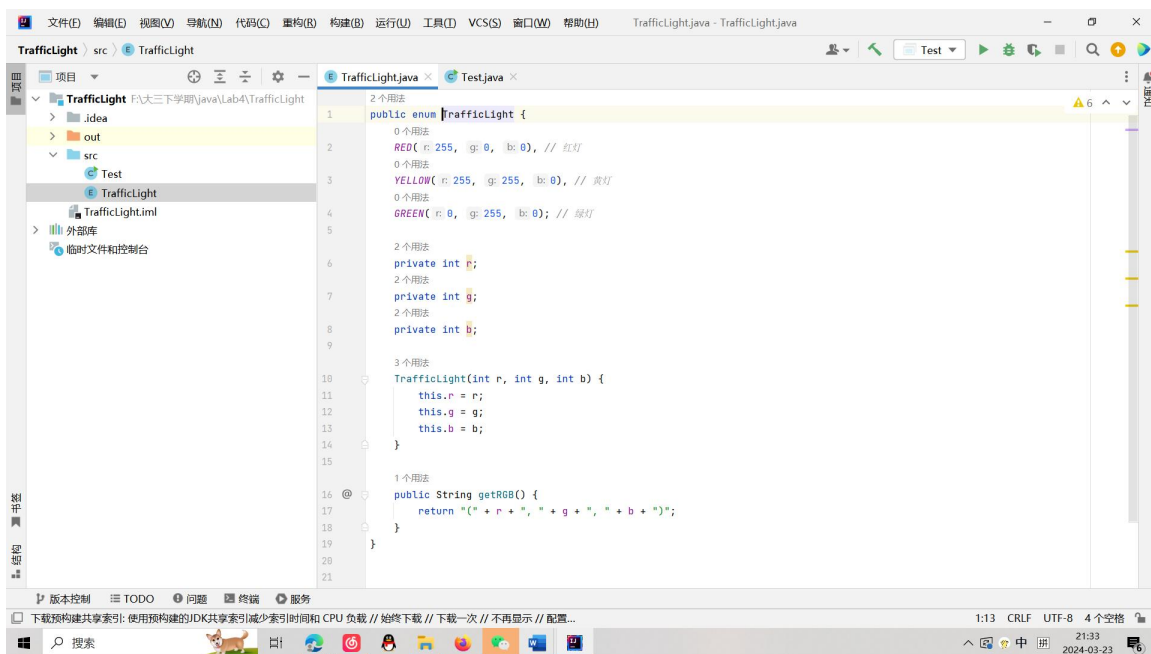 文件(F) 编辑(E) 视图(V) 导航(N) 代码(C) 重构(R) 构建(B) 运行(U) 工具(T) VCS(S) 窗口(W) 帮助(H) TrafficLight.java - TrafficLight.java
TrafficLight src TrafficLight
Test
项目
项目
TrafficLight.java
Test.java
TrafficLight F:\大三下学期\java\Lab4\TrafficLight
.idea
out
src
Test
TrafficLight
TrafficLight.iml
外部库
临时文件和控制台
6
2个用法
1 public enum TrafficLight {
0个用法
2 RED( r: 255, g: 0, b: 0), // 红灯
0个用法
3 YELLOW( r: 255, g: 255, b: 0), // 黄灯
0个用法
4 GREEN( r: 0, g: 255, b: 0); // 绿灯
5
2个用法
6 private int r;
2个用法
7 private int g;
2个用法
8 private int b;
9
3个用法
10 TrafficLight(int r, int g, int b) {
11 this.r = r;
12 this.g = g;
13 this.b = b;
14 }
15
1个用法
16 @ public String getRGB() {
17 return "(" + r + ", " + g + ", " + b + ")";
18 }
19 }
20
21
书签
结构
版本控制 TODO 问题 终端 服务
下载预构建共享索引: 使用预构建的JDK共享索引减少索引时间和 CPU 负载 // 始终下载 // 下载一次 // 不再显示 // 配置...
1:13 CRLF UTF-8 4个空格
搜索
中 拼 21:33
2024-03-23
6